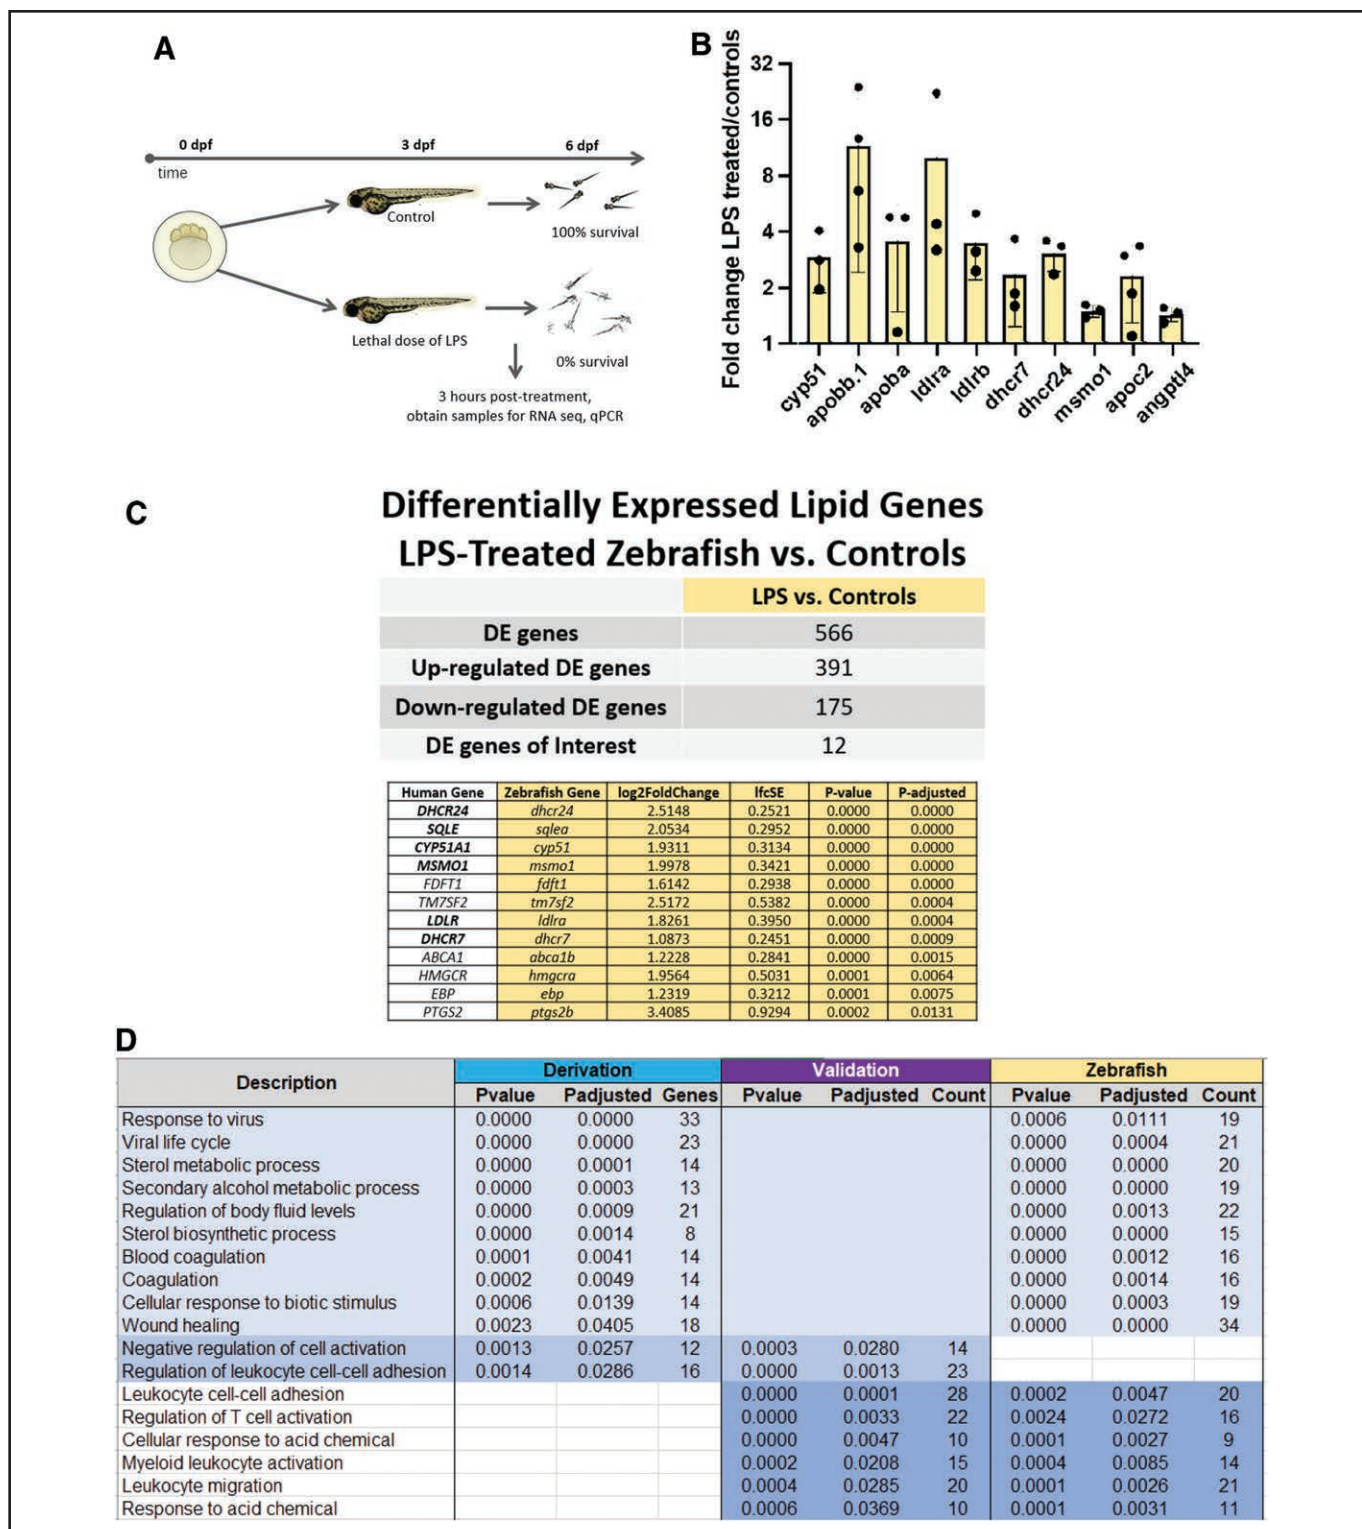 A
0 dpf 3 dpf 6 dpf
time
Control
100% survival
Lethal dose of LPS
0% survival
3 hours post-treatment,
obtain samples for RNA seq, qPCR
B
Fold change LPS treated/controls
32
16
8
4
2
1
cyp51 apobb.1 apoba ldlra ldlrb dhcr7 dhcr24 msmo1 apoc2 angptl4
C
Differentially Expressed Lipid Genes
LPS-Treated Zebrafish vs. Controls
LPS vs. Controls
DE genes 566
Up-regulated DE genes 391
Down-regulated DE genes 175
DE genes of Interest 12
Human Gene Zebrafish Gene log2FoldChange lfcSE P-value P-adjusted
DHCR24 dhcr24 2.5148 0.2521 0.0000 0.0000
SQLE sqlea 2.0534 0.2952 0.0000 0.0000
CYP51A1 cyp51 1.9311 0.3134 0.0000 0.0000
MSMO1 msmo1 1.9978 0.3421 0.0000 0.0000
FDFT1 fdft1 1.6142 0.2938 0.0000 0.0000
TM7SF2 tm7sf2 2.5172 0.5382 0.0000 0.0004
LDLR ldlra 1.8261 0.3950 0.0000 0.0004
DHCR7 dhcr7 1.0873 0.2451 0.0000 0.0009
ABCA1 abca1b 1.2228 0.2841 0.0000 0.0015
HMGCR hmgcra 1.9564 0.5031 0.0001 0.0064
EBP ebp 1.2319 0.3212 0.0001 0.0075
PTGS2 ptgs2b 3.4085 0.9294 0.0002 0.0131
D
Description Derivation Validation Zebrafish
Pvalue Padjusted Genes Pvalue Padjusted Count Pvalue Padjusted Count
Response to virus 0.0000 0.0000 33 0.0006 0.0111 19
Viral life cycle 0.0000 0.0000 23 0.0000 0.0004 21
Sterol metabolic process 0.0000 0.0001 14 0.0000 0.0000 20
Secondary alcohol metabolic process 0.0000 0.0003 13 0.0000 0.0000 19
Regulation of body fluid levels 0.0000 0.0009 21 0.0000 0.0013 22
Sterol biosynthetic process 0.0000 0.0014 8 0.0000 0.0000 15
Blood coagulation 0.0001 0.0041 14 0.0000 0.0012 16
Coagulation 0.0002 0.0049 14 0.0000 0.0014 16
Cellular response to biotic stimulus 0.0006 0.0139 14 0.0000 0.0003 19
Wound healing 0.0023 0.0405 18 0.0000 0.0000 34
Negative regulation of cell activation 0.0013 0.0257 12 0.0003 0.0280 14
Regulation of leukocyte cell-cell adhesion 0.0014 0.0286 16 0.0000 0.0013 23
Leukocyte cell-cell adhesion 0.0000 0.0001 28 0.0002 0.0047 20
Regulation of T cell activation 0.0000 0.0033 22 0.0024 0.0272 16
Cellular response to acid chemical 0.0000 0.0047 10 0.0001 0.0027 9
Myeloid leukocyte activation 0.0002 0.0208 15 0.0004 0.0085 14
Leukocyte migration 0.0004 0.0285 20 0.0001 0.0026 21
Response to acid chemical 0.0006 0.0369 10 0.0001 0.0031 11